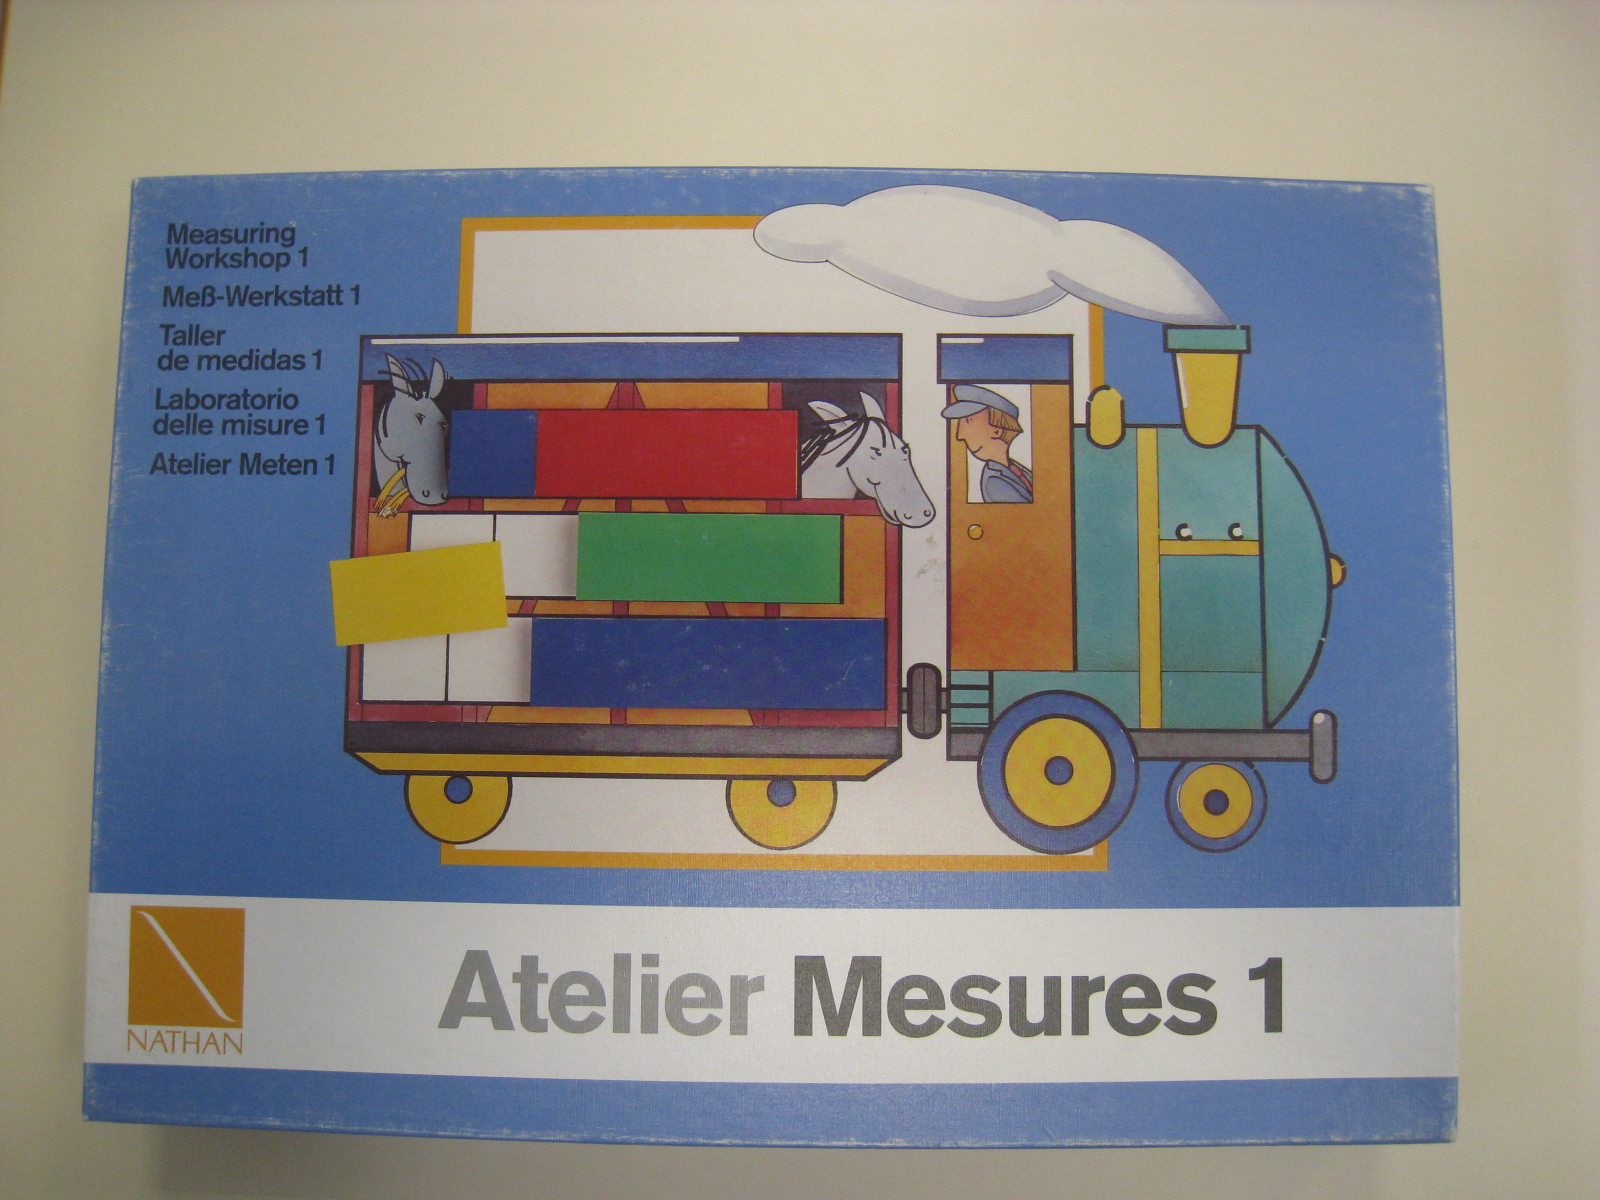 Measuring
Workshop 1
Meß-Werkstatt 1
Taller
de medidas 1
Laboratorio
delle misure 1
Atelier Meten 1
NATHAN
Atelier Mesures 1